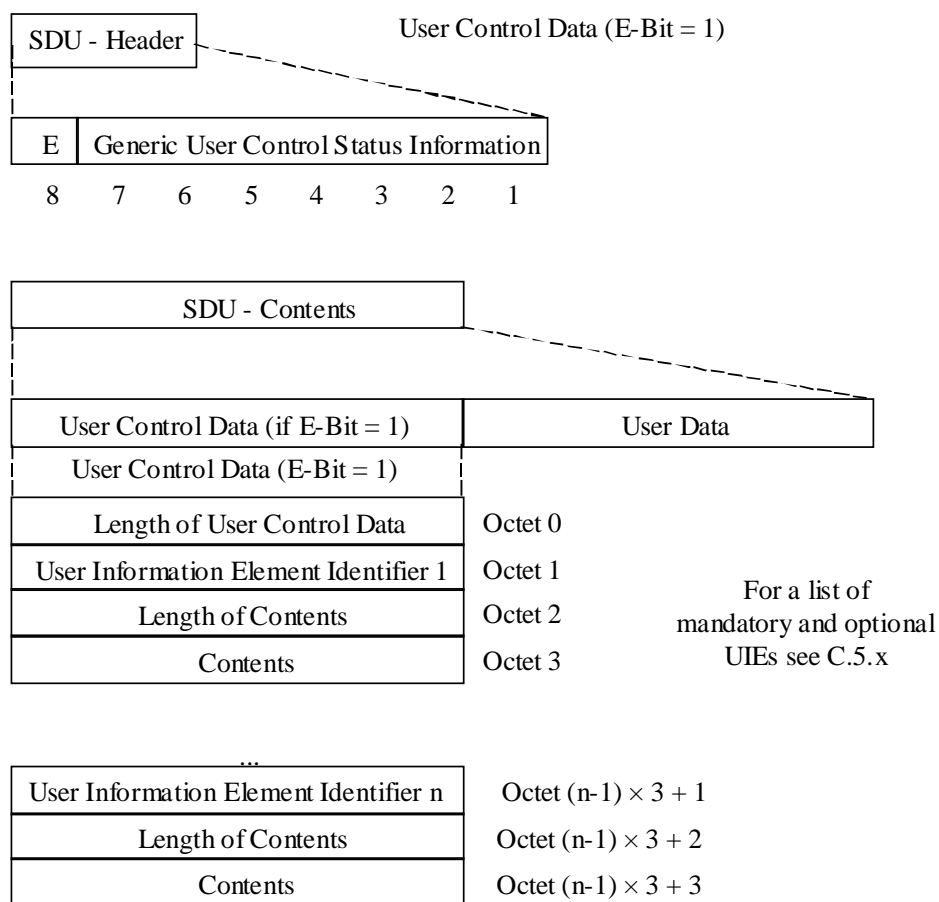 SDU - Header
User Control Data (E-Bit = 1)
E
Generic User Control Status Information
8 7 6 5 4 3 2 1
SDU - Contents
User Control Data (if E-Bit = 1)
User Data
User Control Data (E-Bit = 1)
Length of User Control Data
Octet 0
User Information Element Identifier 1
Octet 1
Length of Contents
Octet 2
Contents
Octet 3
For a list of
mandatory and optional
UIEs see C.5.x
...
User Information Element Identifier n
Octet (n-1) × 3 + 1
Length of Contents
Octet (n-1) × 3 + 2
Contents
Octet (n-1) × 3 + 3